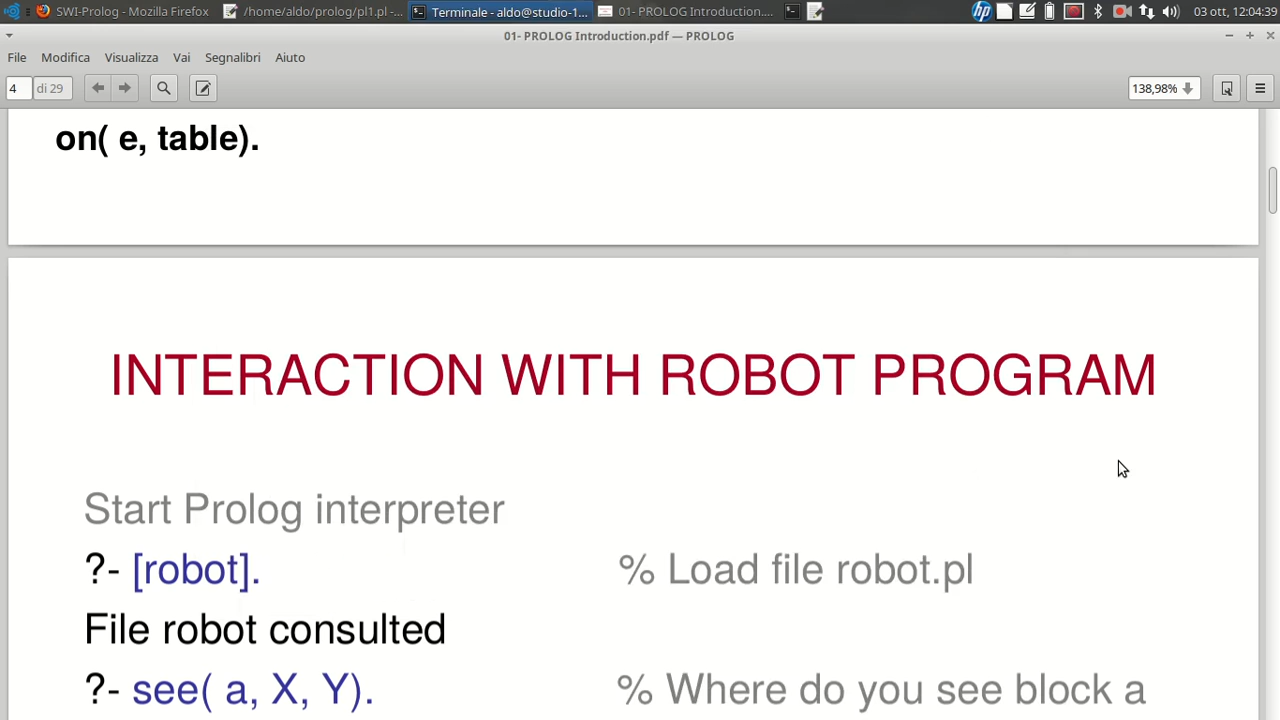 SWI-Prolog - Mozilla Firefox
/home/aldo/prolog/pl1.pl -...
Terminale - aldo@studio-1...
01- PROLOG Introduction.pdf...
hp
03 ott, 12:04:39
01- PROLOG Introduction.pdf — PROLOG
File Modifica Visualizza Vai Segnalibri Aiuto
4 di 29
138,98%
on( e, table).
INTERACTION WITH ROBOT PROGRAM
Start Prolog interpreter
?- [robot]. % Load file robot.pl
File robot consulted
?- see( a, X, Y). % Where do you see block a